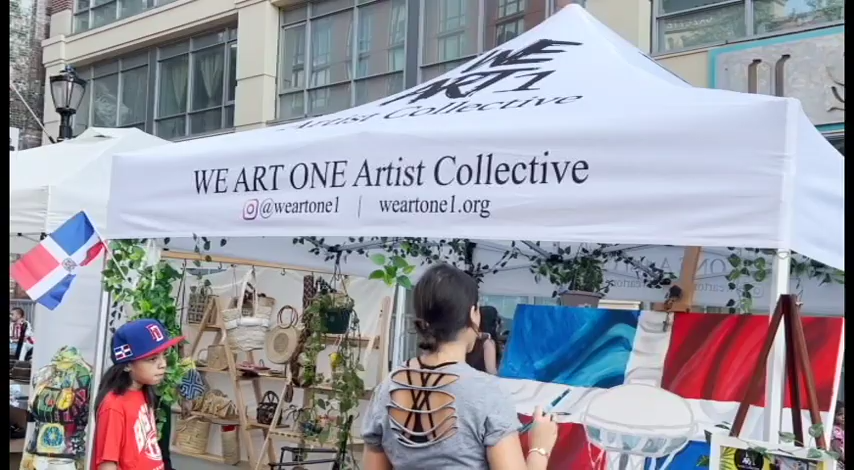 WE
ART 1
Artist Collective
WE ART ONE Artist Collective
@weartone1 | weartone1.org